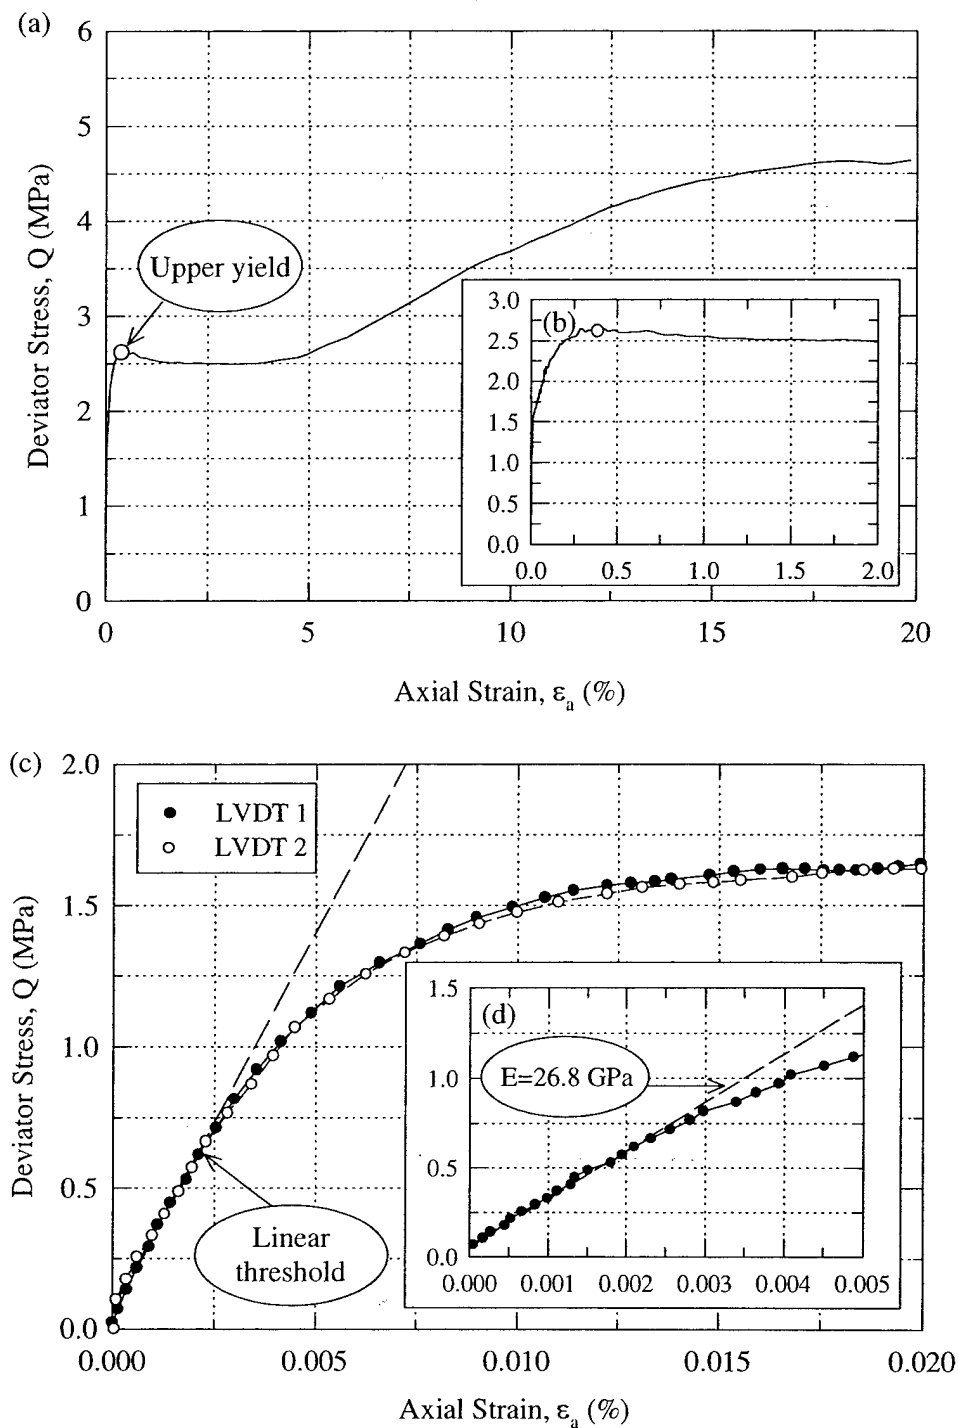 (a)
6
5
4
3
2
1
0
Deviator Stress, Q (MPa)
Upper yield
(b)
3.0
2.5
2.0
1.5
1.0
0.5
0.0
0.0 0.5 1.0 1.5 2.0
0 5 10 15 20
Axial Strain, εa (%)
(c)
2.0
1.5
1.0
0.5
0.0
Deviator Stress, Q (MPa)
LVDT 1
LVDT 2
Linear
threshold
(d)
1.5
1.0
0.5
0.0
E=26.8 GPa
0.000 0.001 0.002 0.003 0.004 0.005
0.000 0.005 0.010 0.015 0.020
Axial Strain, εa (%)